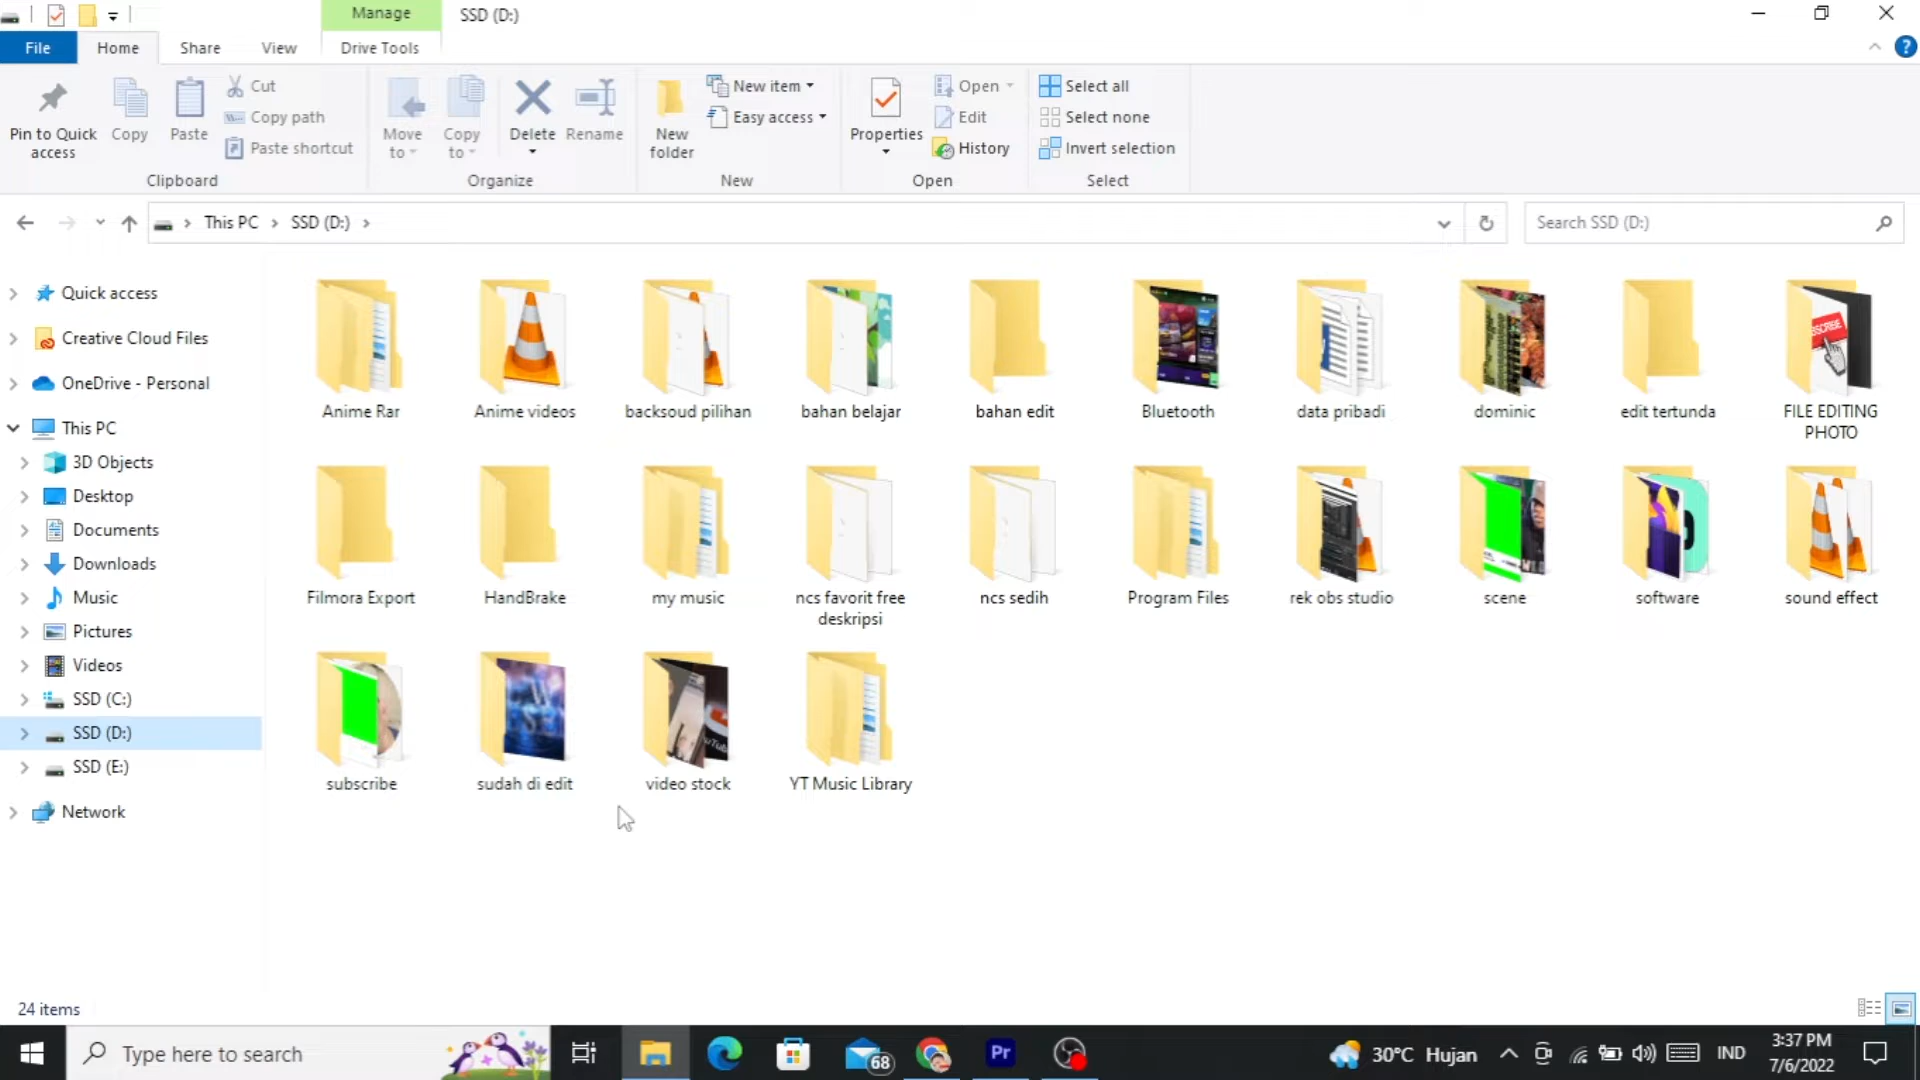 Manage
SSD (D:)
File
Home
Share
View
Drive Tools
Pin to Quick
access
Copy
Paste
Cut
Copy path
Paste shortcut
Clipboard
Move
to
Copy
to
Delete
Rename
Organize
New
folder
New item
Easy access
New
Properties
Open
Edit
History
Open
Select all
Select none
Invert selection
Select
This PC
SSD (D:)
Search SSD (D:)
Quick access
Creative Cloud Files
OneDrive - Personal
This PC
3D Objects
Desktop
Documents
Downloads
Music
Pictures
Videos
SSD (C:)
SSD (D:)
SSD (E:)
Network
Anime Rar
Anime videos
backsoud pilihan
bahan belajar
bahan edit
Bluetooth
data pribadi
dominic
edit tertunda
FILE EDITING
PHOTO
Filmora Export
HandBrake
my music
ncs favorit free
deskripsi
ncs sedih
Program Files
rek obs studio
scene
software
sound effect
subscribe
sudah di edit
video stock
YT Music Library
24 items
Type here to search
68
Pr
30°C Hujan
IND
3:37 PM
7/6/2022